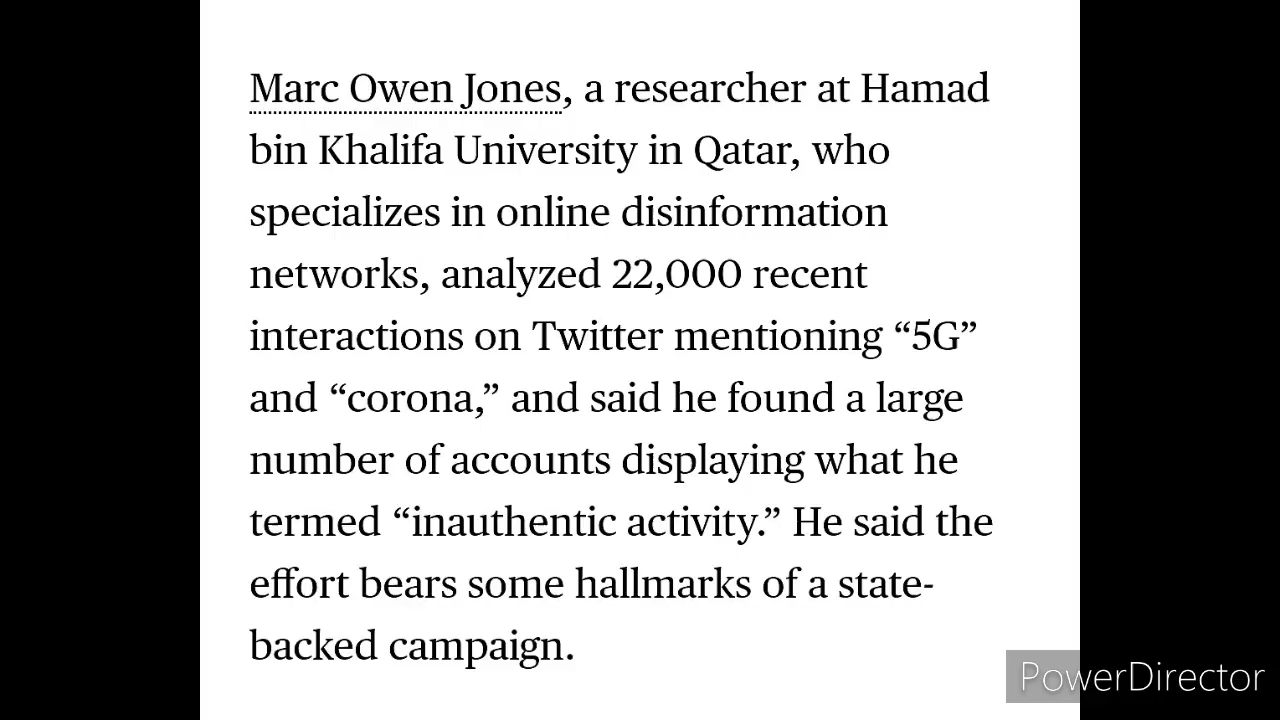 Marc Owen Jones, a researcher at Hamad
bin Khalifa University in Qatar, who
specializes in online disinformation
networks, analyzed 22,000 recent
interactions on Twitter mentioning “5G”
and “corona,” and said he found a large
number of accounts displaying what he
termed “inauthentic activity.” He said the
effort bears some hallmarks of a state-
backed campaign.
PowerDirector